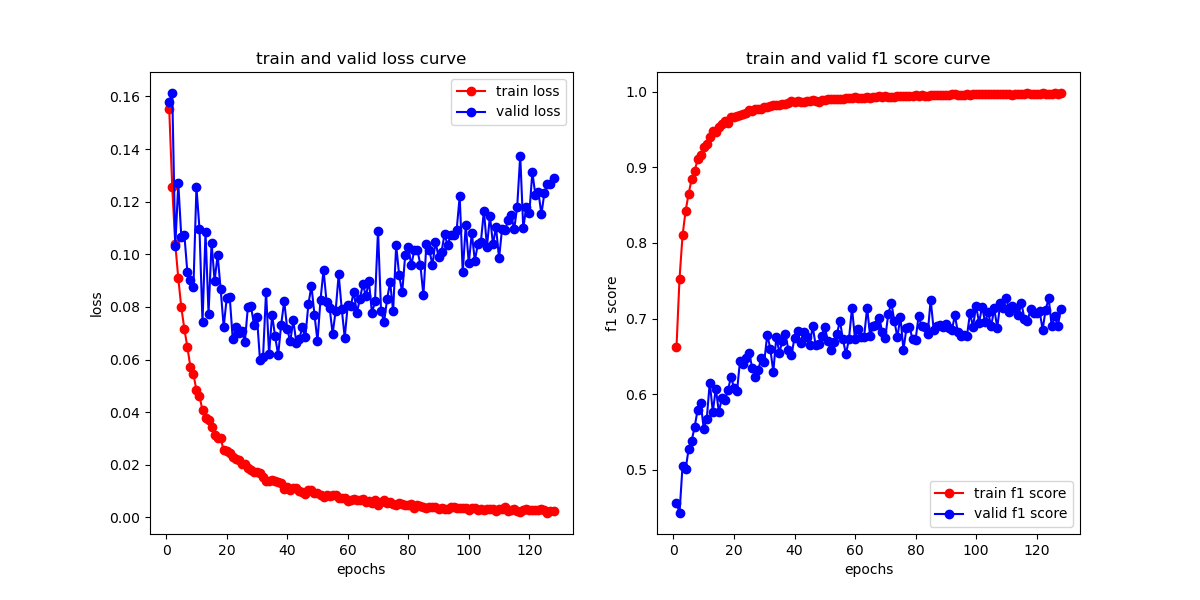 train and valid loss curve
train loss
valid loss
0.16
0.14
0.12
0.10
0.08
0.06
0.04
0.02
0.00
loss
0 20 40 60 80 100 120
epochs
train and valid f1 score curve
1.0
0.9
0.8
0.7
0.6
0.5
f1 score
train f1 score
valid f1 score
0 20 40 60 80 100 120
epochs